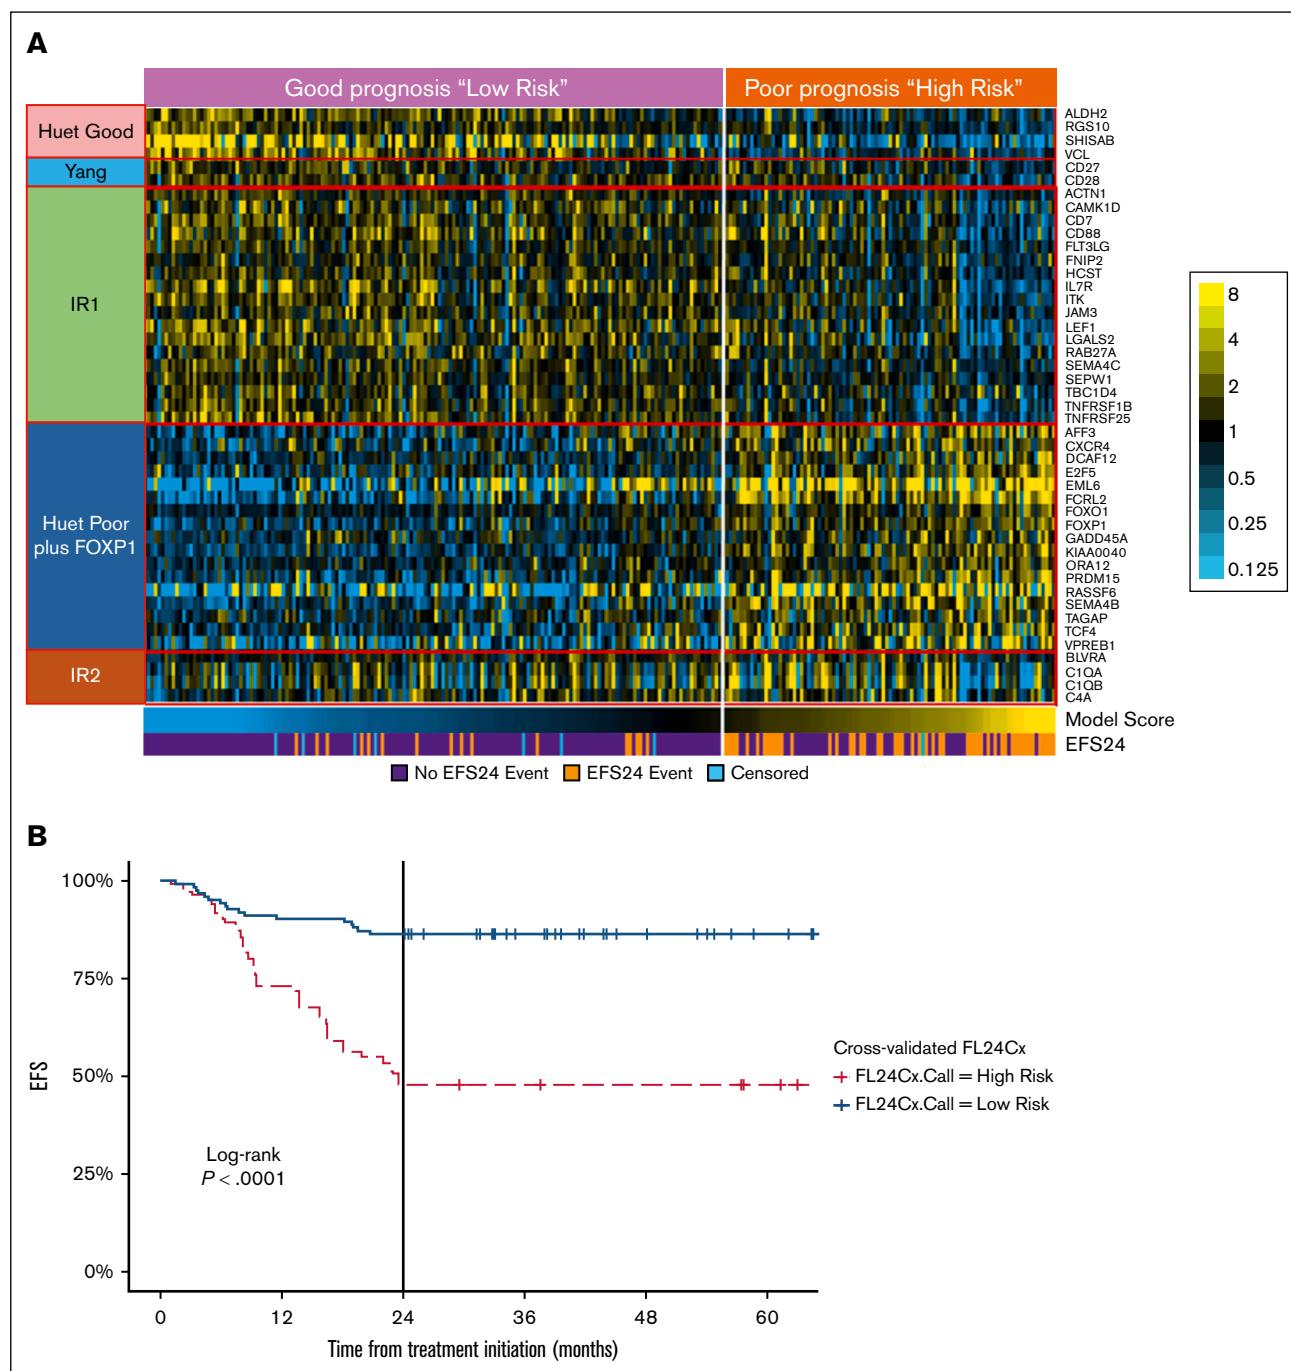 A
Good prognosis “Low Risk”
Poor prognosis “High Risk”
Huet Good
Yang
IR1
Huet Poor
plus FOXP1
IR2
ALDH2
RGS10
SHISAB
VCL
CD27
CD28
ACTN1
CAMK1D
CD7
CD88
FLT3LG
FNIP2
HCST
IL7R
ITK
JAM3
LEF1
LGALS2
RAB27A
SEMA4C
SEPW1
TBC1D4
TNFRSF1B
TNFRSF25
AFF3
CXCR4
DCAF12
E2F5
EML6
FCRL2
FOXO1
FOXP1
GADD45A
KIAA0040
ORA12
PRDM15
RASSF6
SEMA4B
TAGAP
TCF4
VPREB1
BLVRA
C1QA
C1QB
C4A
Model Score
EFS24
8
4
2
1
0.5
0.25
0.125
No EFS24 Event
EFS24 Event
Censored
B
100%
75%
50%
25%
0%
EFS
Log-rank
P < .0001
0
12
24
36
48
60
Time from treatment initiation (months)
Cross-validated FL24Cx
FL24Cx.Call = High Risk
FL24Cx.Call = Low Risk